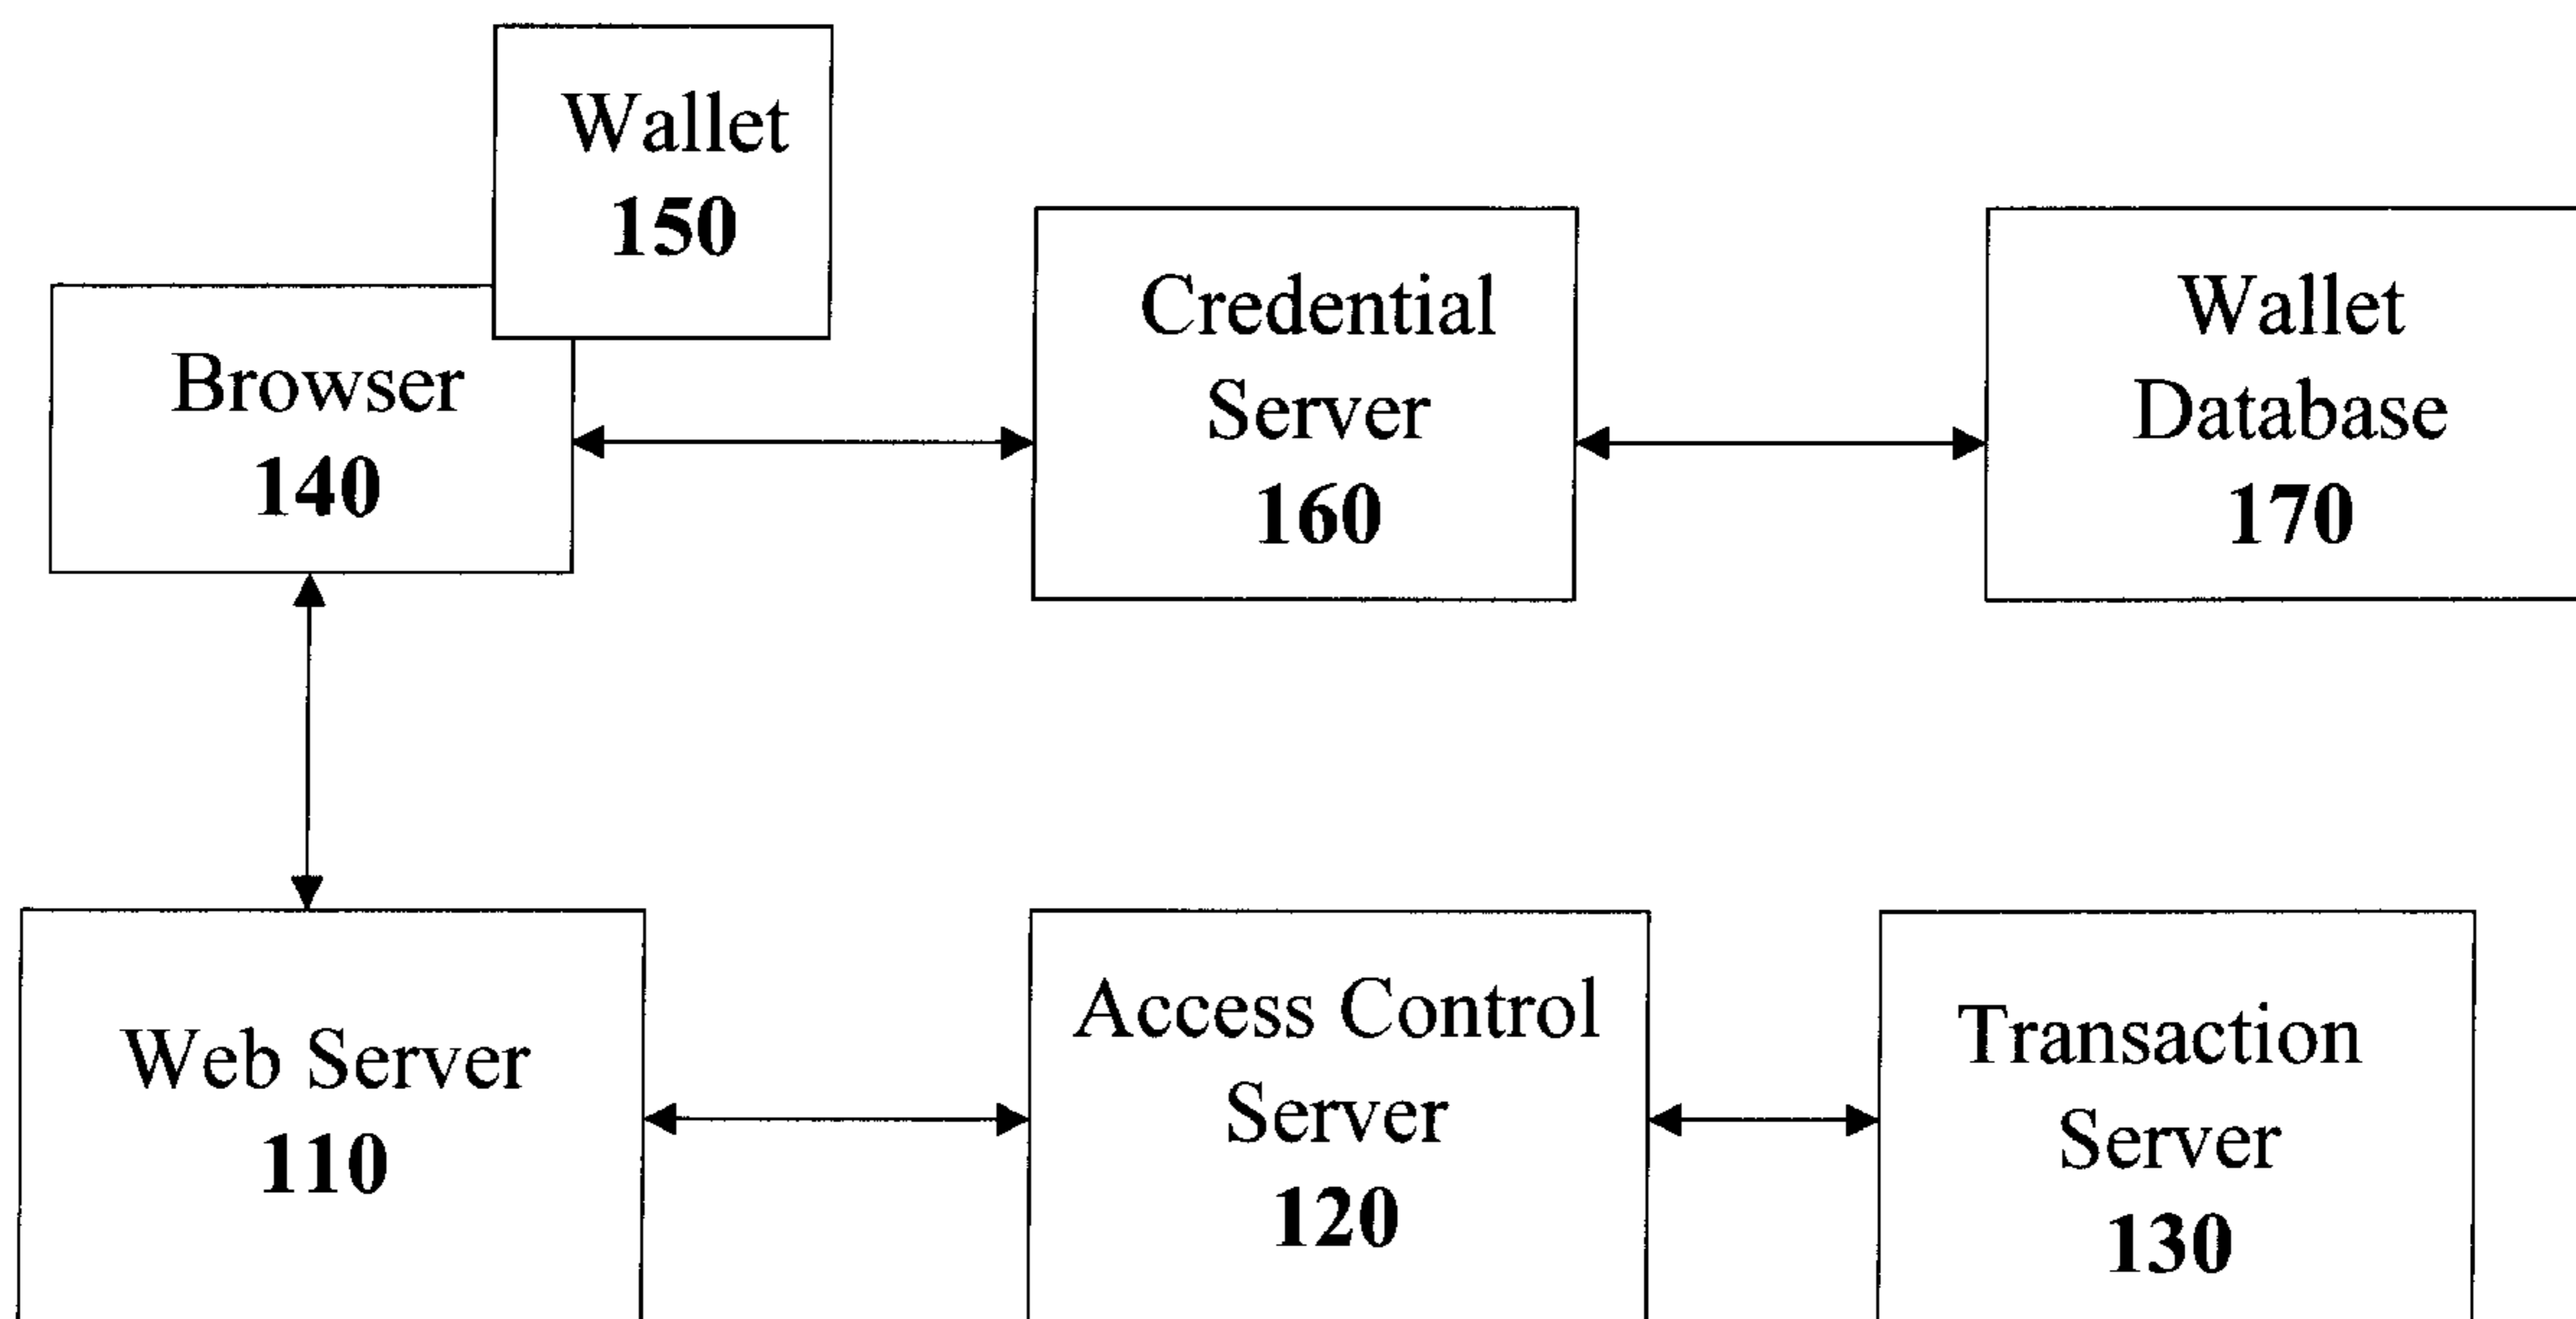 Wallet
150
Browser
140
Credential
Server
160
Wallet
Database
170
Web Server
110
Access Control
Server
120
Transaction
Server
130